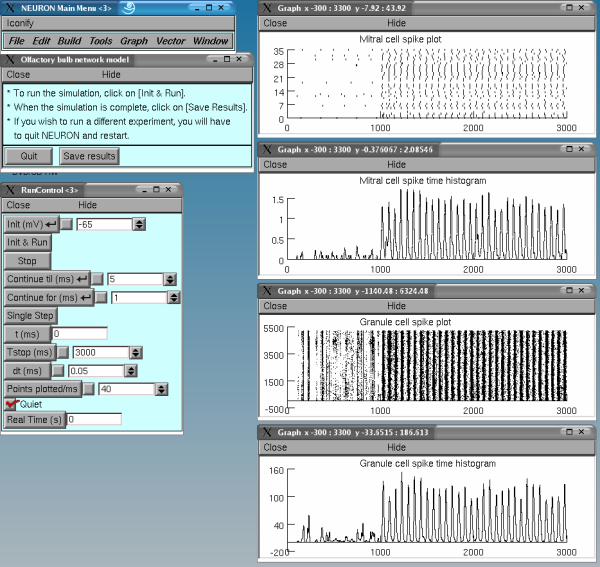 NEURON Main Menu <3>
Iconify
File Edit Build Tools Graph Vector Window
Olfactory bulb network model
Close Hide
* To run the simulation, click on [Init & Run].
* When the simulation is complete, click on [Save Results].
* If you wish to run a different experiment, you will have
to quit NEURON and restart.
Quit Save results
RunControl <3>
Close Hide
Init (mV) -65
Init & Run
Stop
Continue til (ms) 5
Continue for (ms) 1
Single Step
t (ms) 0
Tstop (ms) 3000
dt (ms) 0.05
Points plotted/ms 40
Quiet
Real Time (s) 0
Graph x -300 : 3300 y -7.92 : 43.92
Close Hide
Mitral cell spike plot
35
28
21
14
7
0
0 1000 2000 3000
Graph x -300 : 3300 y -0.376067 : 2.08546
Close Hide
Mitral cell spike time histogram
1.5
1
0.5
0
0 1000 2000 3000
Graph x -300 : 3300 y -1140.48 : 6324.48
Close Hide
Granule cell spike plot
5500
3500
1500
-500
0 1000 2000 3000
Graph x -300 : 3300 y -33.6515 : 186.613
Close Hide
Granule cell spike time histogram
160
100
40
-20
0 1000 2000 3000